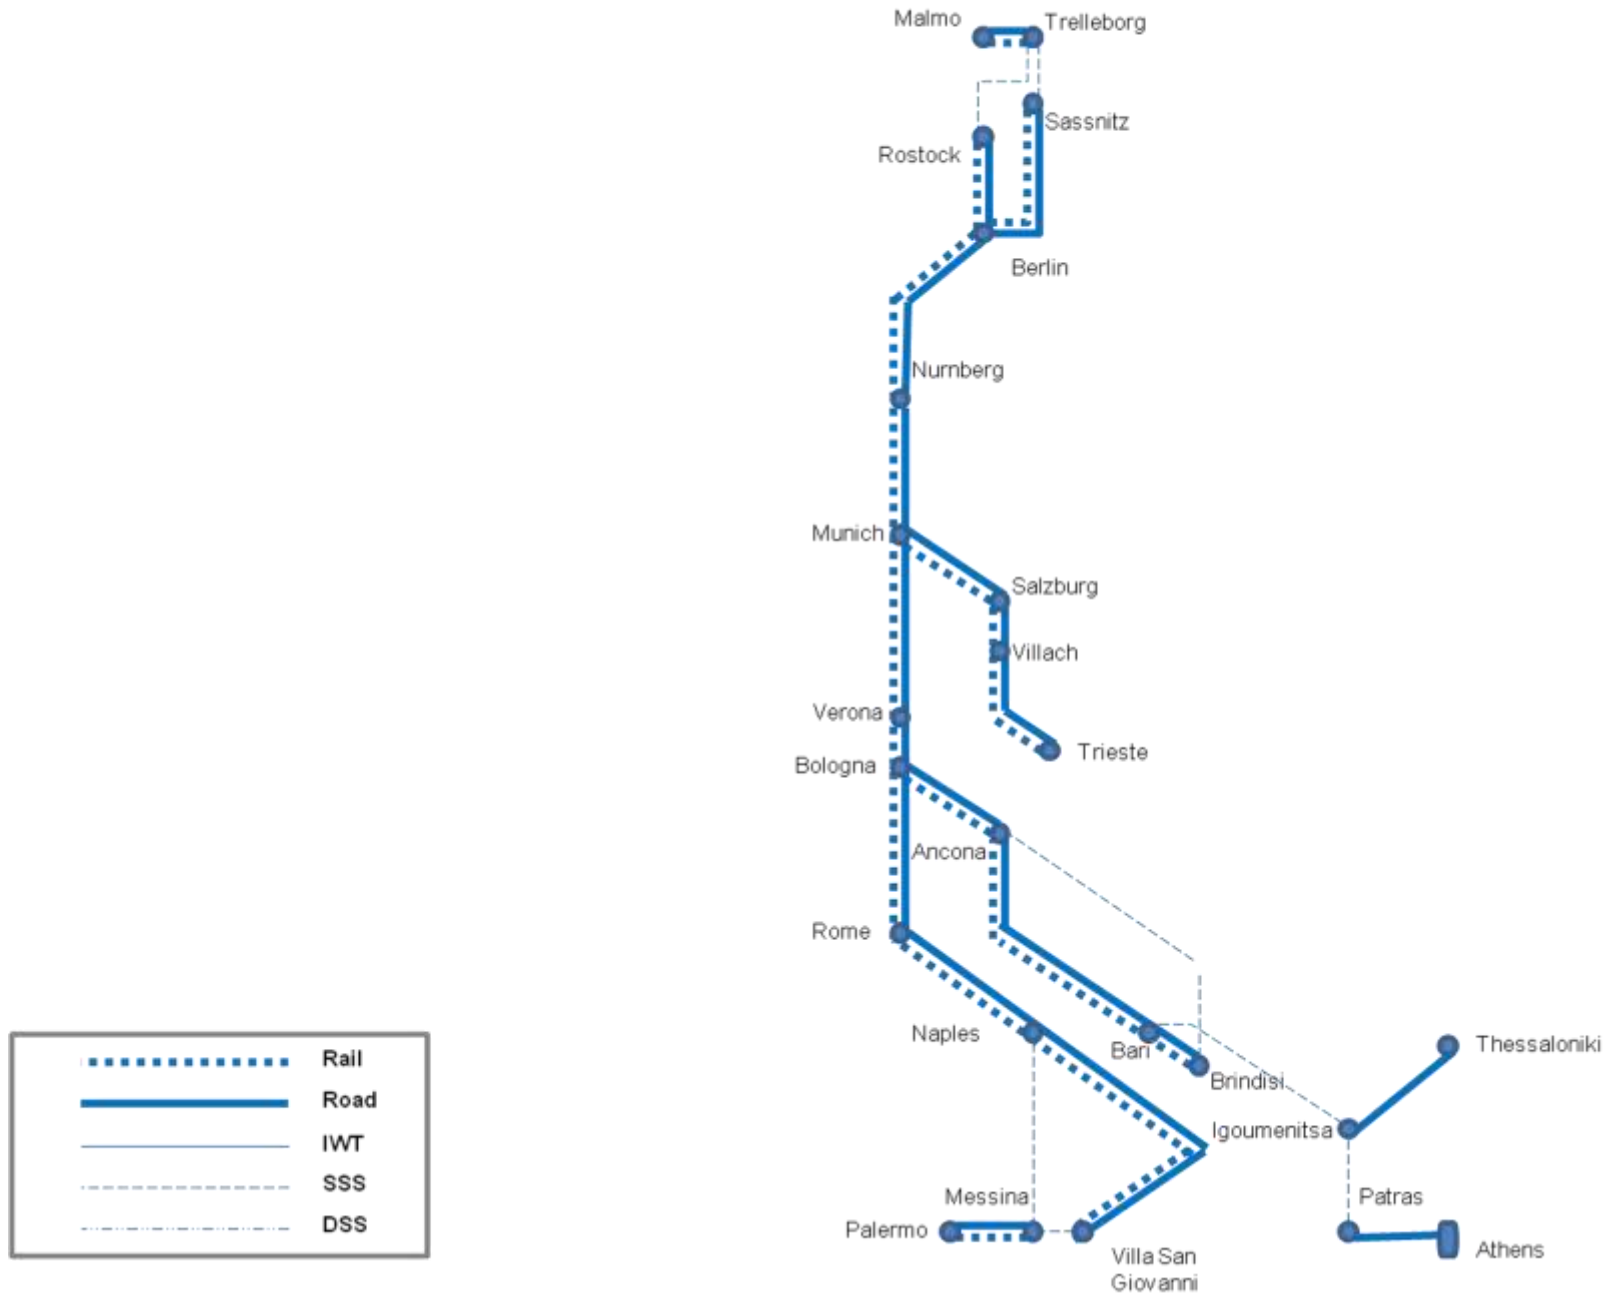 Malmo
Trelleborg
Sassnitz
Rostock
Berlin
Nurnberg
Munich
Salzburg
Villach
Verona
Trieste
Bologna
Ancona
Rome
Naples
Bari
Brindisi
Thessaloniki
Igoumenitsa
Messina
Patras
Palermo
Athens
Villa San
Giovanni
Rail
Road
IWT
SSS
DSS